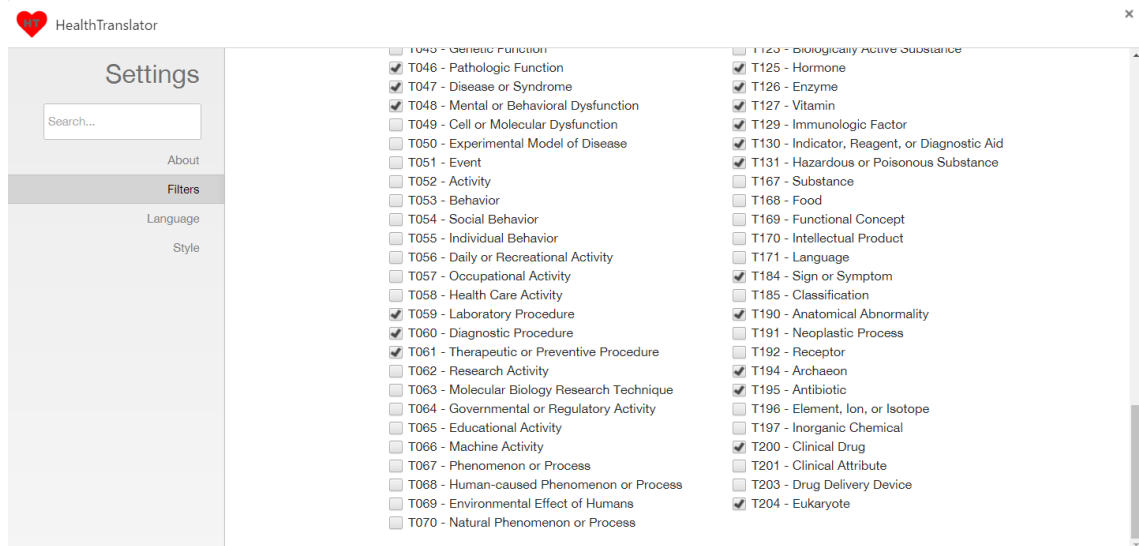 HT HealthTranslator
×
Settings
Search...
About
Filters
Language
Style
T045 - Genetic Function
T046 - Pathologic Function
T047 - Disease or Syndrome
T048 - Mental or Behavioral Dysfunction
T049 - Cell or Molecular Dysfunction
T050 - Experimental Model of Disease
T051 - Event
T052 - Activity
T053 - Behavior
T054 - Social Behavior
T055 - Individual Behavior
T056 - Daily or Recreational Activity
T057 - Occupational Activity
T058 - Health Care Activity
T059 - Laboratory Procedure
T060 - Diagnostic Procedure
T061 - Therapeutic or Preventive Procedure
T062 - Research Activity
T063 - Molecular Biology Research Technique
T064 - Governmental or Regulatory Activity
T065 - Educational Activity
T066 - Machine Activity
T067 - Phenomenon or Process
T068 - Human-caused Phenomenon or Process
T069 - Environmental Effect of Humans
T070 - Natural Phenomenon or Process
T123 - Biologically Active Substance
T125 - Hormone
T126 - Enzyme
T127 - Vitamin
T129 - Immunologic Factor
T130 - Indicator, Reagent, or Diagnostic Aid
T131 - Hazardous or Poisonous Substance
T167 - Substance
T168 - Food
T169 - Functional Concept
T170 - Intellectual Product
T171 - Language
T184 - Sign or Symptom
T185 - Classification
T190 - Anatomical Abnormality
T191 - Neoplastic Process
T192 - Receptor
T194 - Archaeon
T195 - Antibiotic
T196 - Element, Ion, or Isotope
T197 - Inorganic Chemical
T200 - Clinical Drug
T201 - Clinical Attribute
T203 - Drug Delivery Device
T204 - Eukaryote